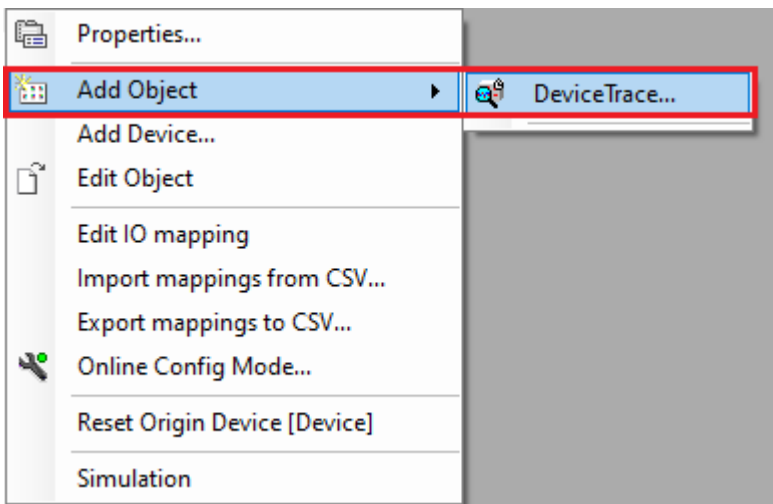 Properties...
Add Object
DeviceTrace...
Add Device...
Edit Object
Edit IO mapping
Import mappings from CSV...
Export mappings to CSV...
Online Config Mode...
Reset Origin Device [Device]
Simulation